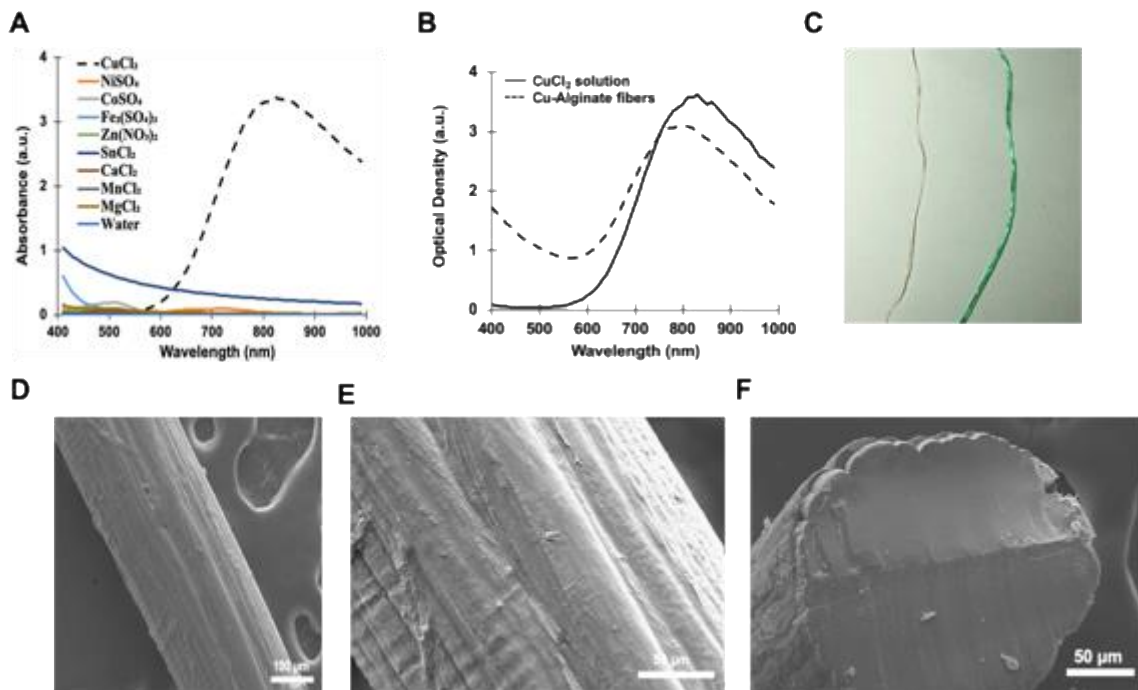 A
B
C
Absorbance (a.u.)
4
3
2
1
0
CuCl₂
NiSO₄
CoSO₄
Fe₂(SO₄)₃
Zn(NO₃)₂
SnCl₂
CaCl₂
MnCl₂
MgCl₂
Water
400 500 600 700 800 900 1000
Wavelength (nm)
Optical Density (a.u.)
4
3
2
1
0
CuCl₂ solution
Cu-Alginate fibers
400 500 600 700 800 900 1000
Wavelength (nm)
D
E
F
100 µm
50 µm
50 µm